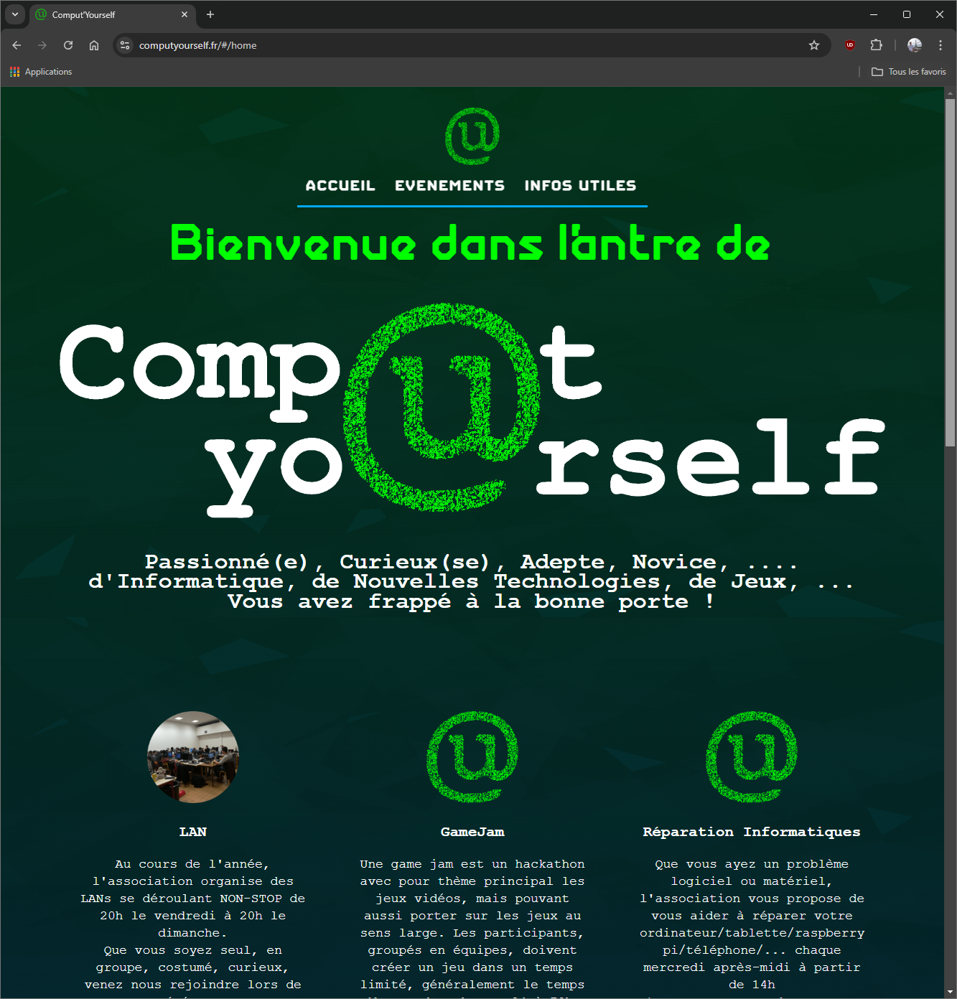 Comput'Yourself
computyourself.fr/#/home
Applications
Tous les favoris
ACCUEIL EVENEMENTS INFOS UTILES
Bienvenue dans l'antre de
Comput
yourself
Passionné(e), Curieux(se), Adepte, Novice, ....
d'Informatique, de Nouvelles Technologies, de Jeux, ...
Vous avez frappé à la bonne porte !
LAN
Au cours de l'année,
l'association organise des
LANs se déroulant NON-STOP de
20h le vendredi à 20h le
dimanche.
Que vous soyez seul, en
groupe, costumé, curieux,
venez nous rejoindre lors de
GameJam
Une game jam est un hackathon
avec pour thème principal les
jeux vidéos, mais pouvant
aussi porter sur les jeux au
sens large. Les participants,
groupés en équipes, doivent
créer un jeu dans un temps
limité, généralement le temps
Réparation Informatiques
Que vous ayez un problème
logiciel ou matériel,
l'association vous propose de
vous aider à réparer votre
ordinateur/tablette/raspberry
pi/téléphone/... chaque
mercredi après-midi à partir
de 14h